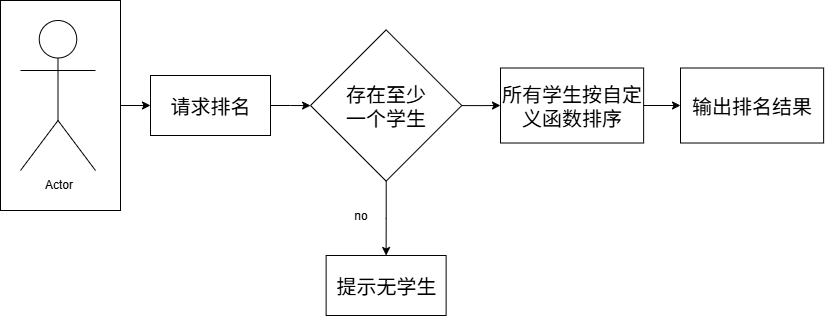 Actor
请求排名
存在至少
一个学生
所有学生按自定
义函数排序
输出排名结果
no
提示无学生